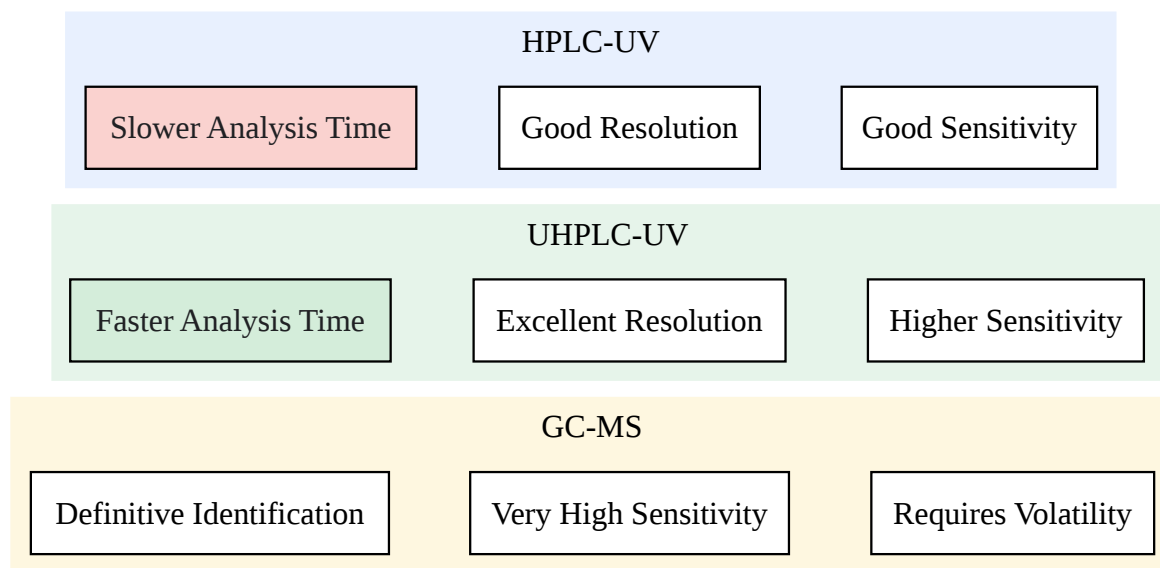 HPLC-UV
Slower Analysis Time
Good Resolution
Good Sensitivity
UHPLC-UV
Faster Analysis Time
Excellent Resolution
Higher Sensitivity
GC-MS
Definitive Identification
Very High Sensitivity
Requires Volatility